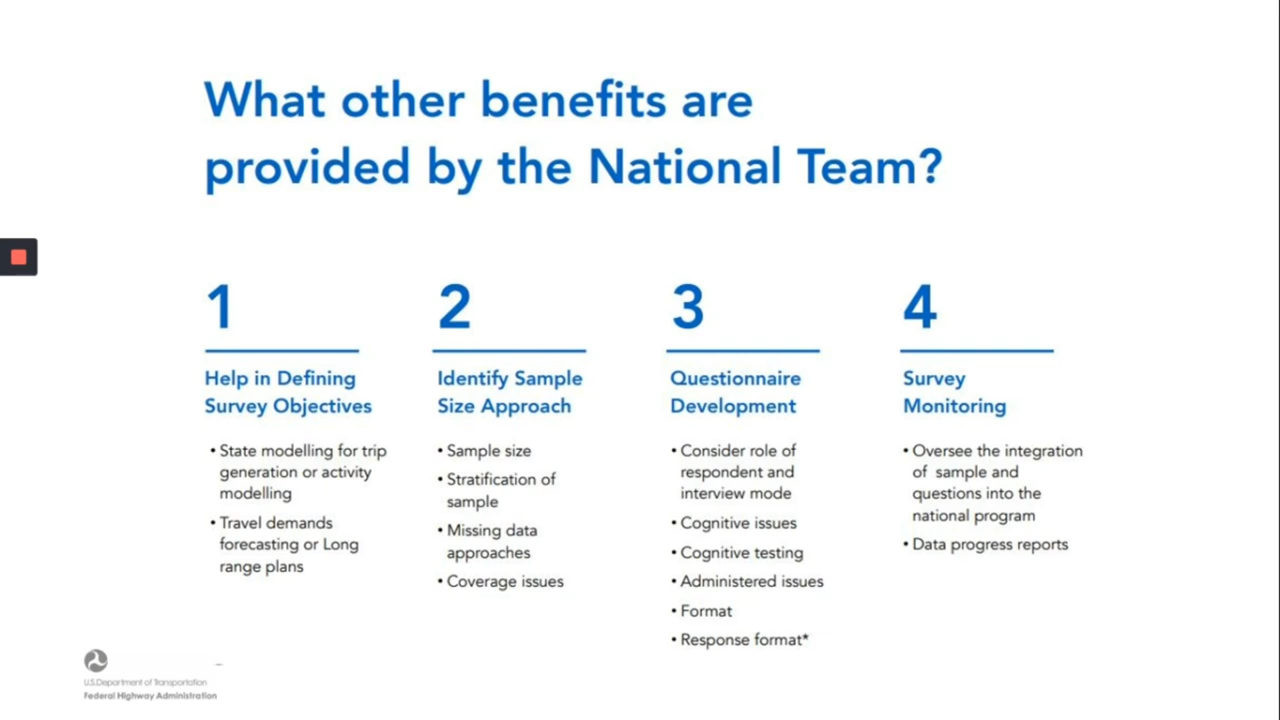 What other benefits are
provided by the National Team?
1
Help in Defining
Survey Objectives
• State modelling for trip
generation or activity
modelling
• Travel demands
forecasting or Long
range plans
2
Identify Sample
Size Approach
• Sample size
• Stratification of
sample
• Missing data
approaches
• Coverage issues
3
Questionnaire
Development
• Consider role of
respondent and
interview mode
• Cognitive issues
• Cognitive testing
• Administered issues
• Format
• Response format*
4
Survey
Monitoring
• Oversee the integration
of sample and
questions into the
national program
• Data progress reports
U.S.Department of Transportation
Federal Highway Administration